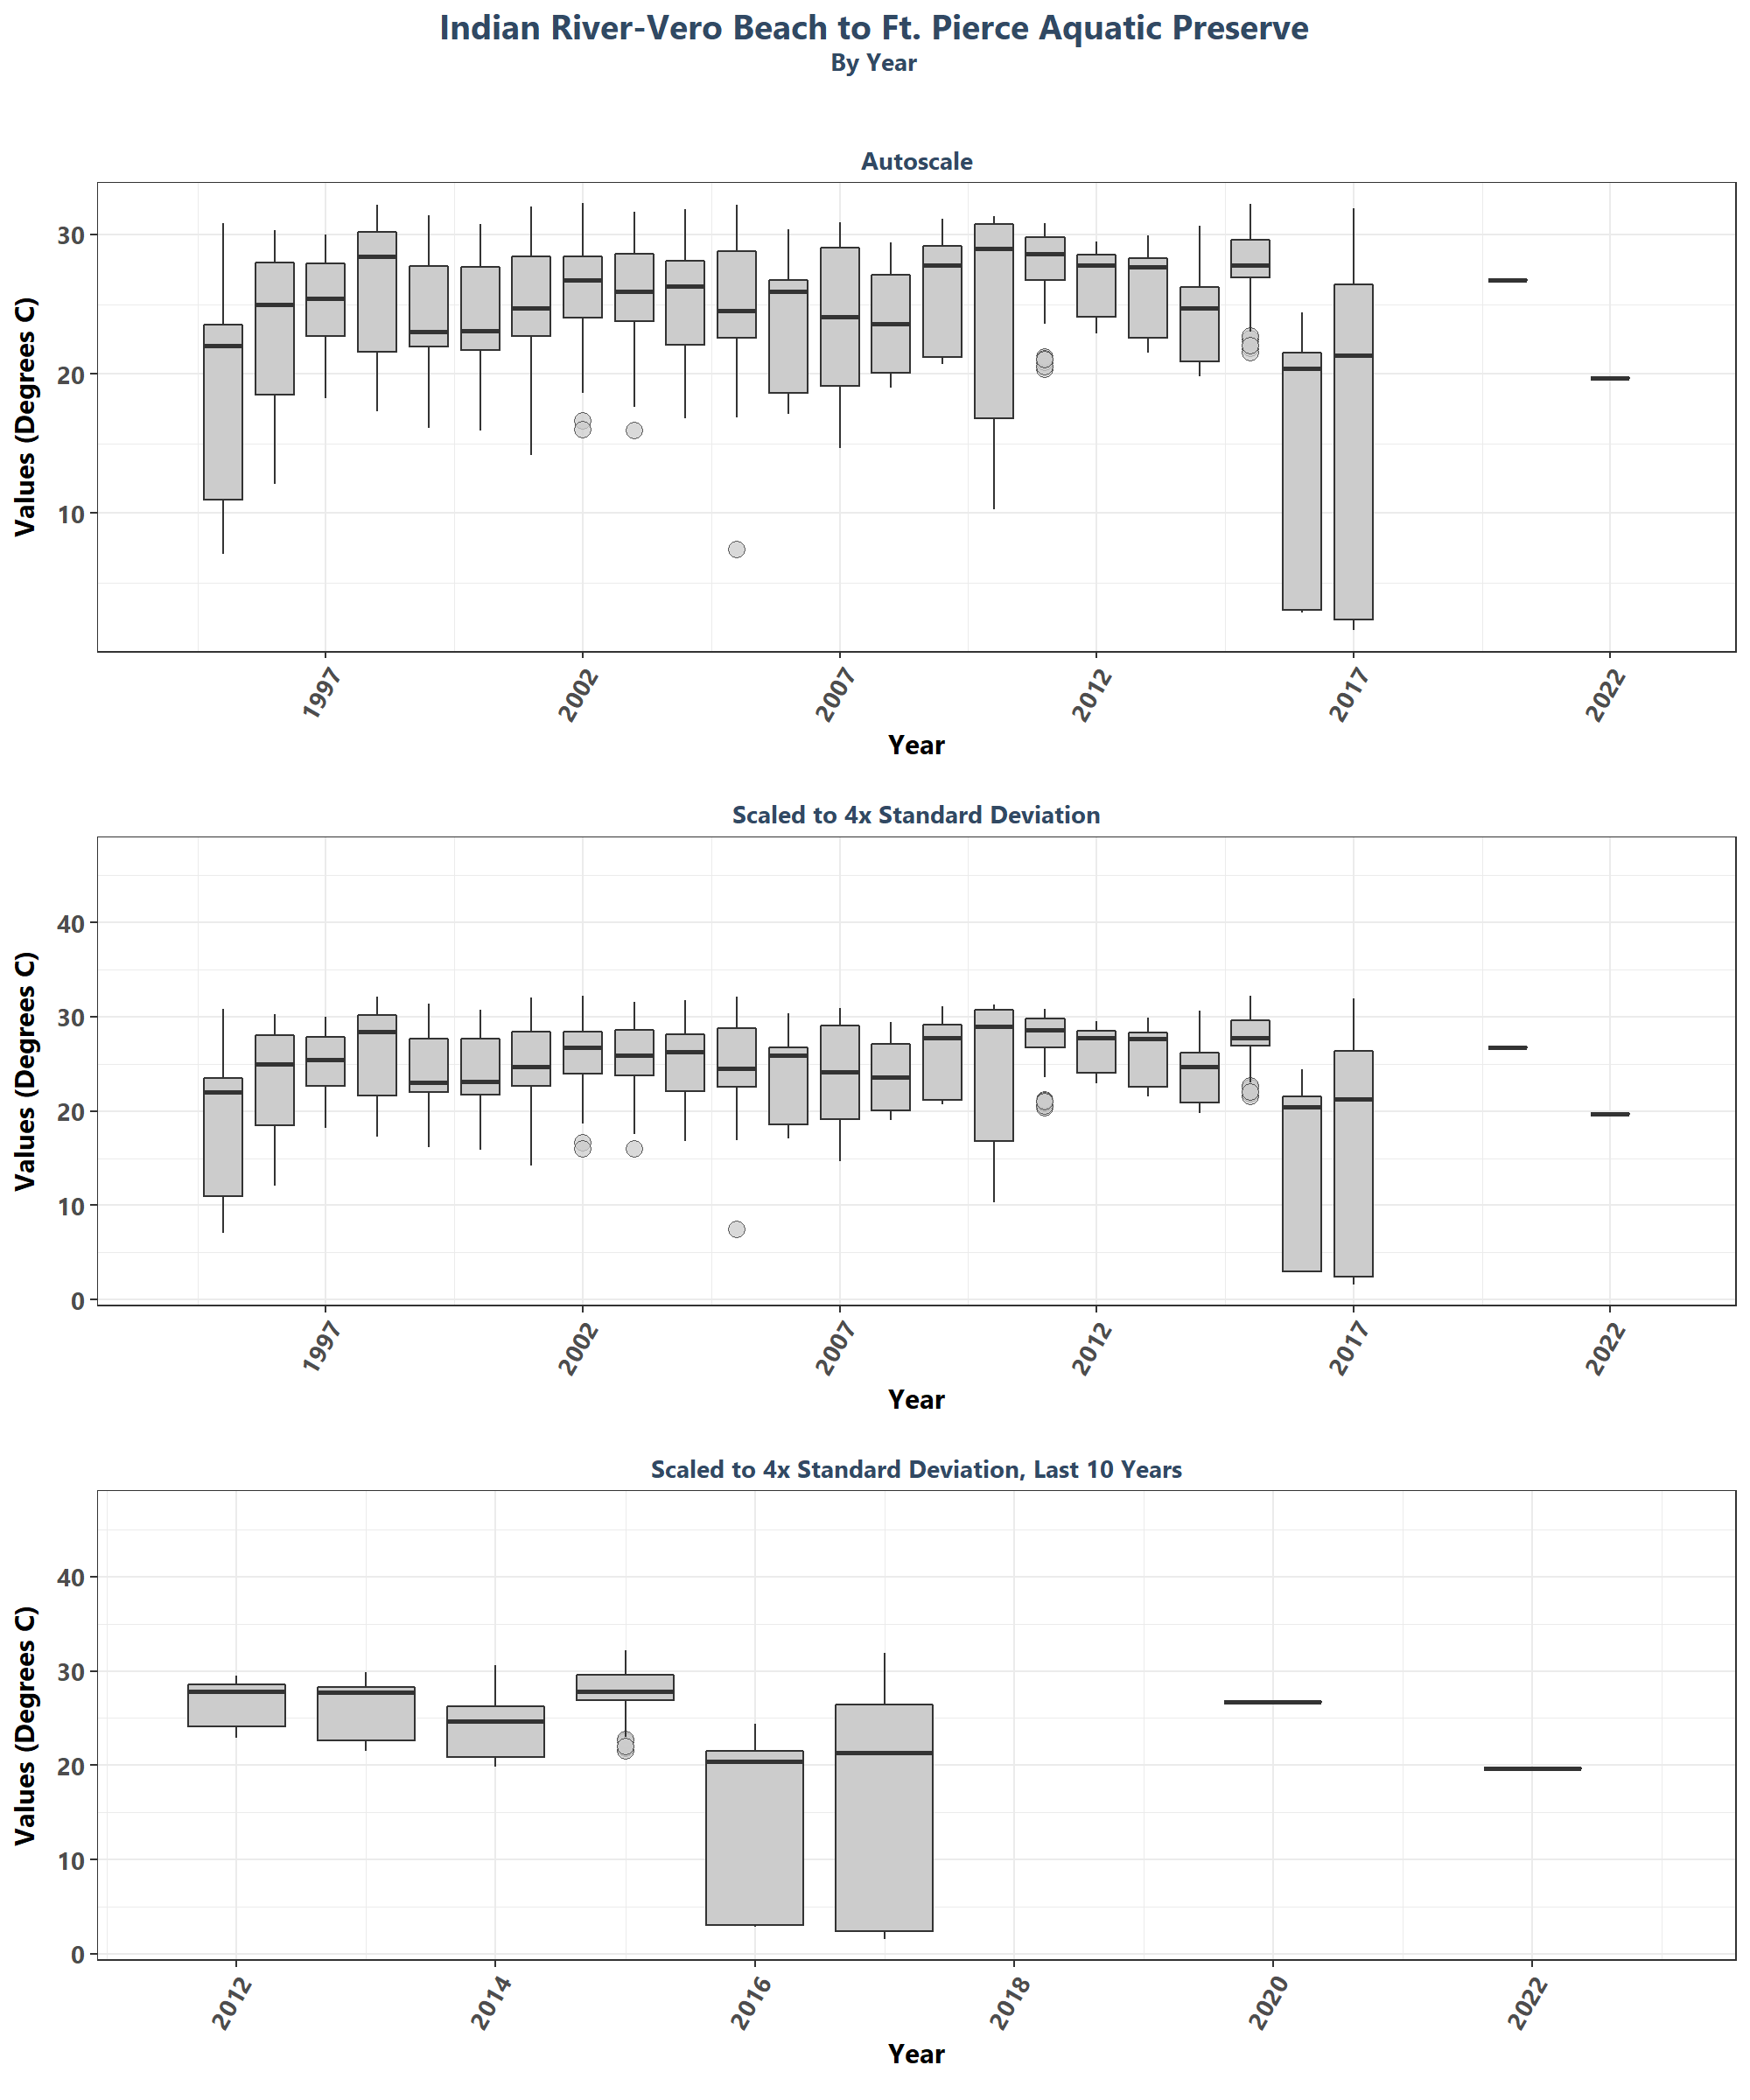 Indian River-Vero Beach to Ft. Pierce Aquatic Preserve
By Year
Autoscale
Values (Degrees C)
30
20
10
1997
2002
2007
2012
2017
2022
Year
Scaled to 4x Standard Deviation
Values (Degrees C)
40
30
20
10
0
1997
2002
2007
2012
2017
2022
Year
Scaled to 4x Standard Deviation, Last 10 Years
Values (Degrees C)
40
30
20
10
0
2012
2014
2016
2018
2020
2022
Year